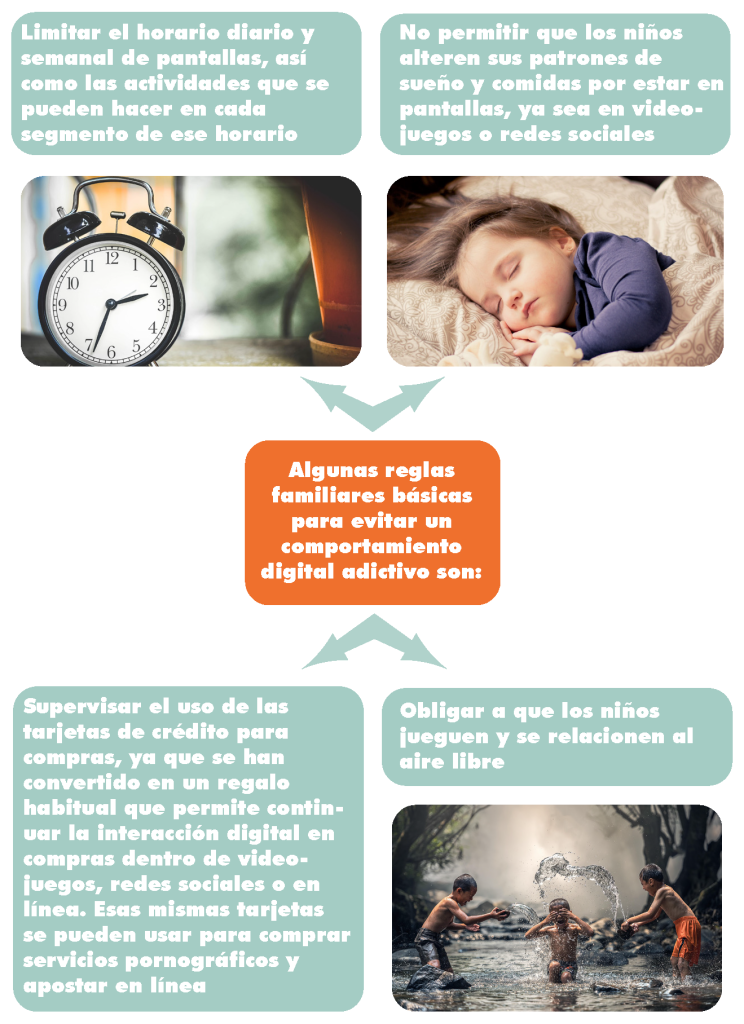 Limitar el horario diario y
semanal de pantallas, así
como las actividades que se
pueden hacer en cada
segmento de ese horario
No permitir que los niños
alteren sus patrones de
sueño y comidas por estar en
pantallas, ya sea en video-
juegos o redes sociales
12
1
2
3
4
5
6
7
8
9
10
11
Algunas reglas
familiares básicas
para evitar un
comportamiento
digital adictivo son:
Supervisar el uso de las
tarjetas de crédito para
compras, ya que se han
convertido en un regalo
habitual que permite contin-
uar la interacción digital en
compras dentro de video-
juegos, redes sociales o en
línea. Esas mismas tarjetas
se pueden usar para comprar
servicios pornográficos y
apostar en línea
Obligar a que los niños
jueguen y se relacionen al
aire libre